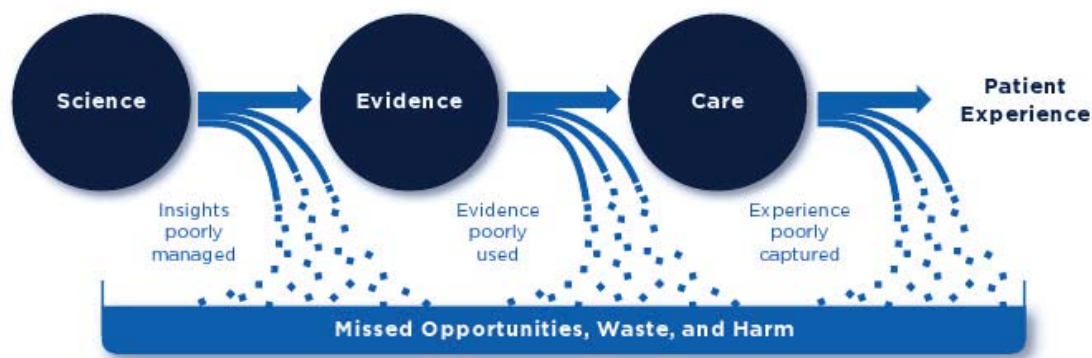 Science
Evidence
Care
Patient
Experience
Insights
poorly
managed
Evidence
poorly
used
Experience
poorly
captured
Missed Opportunities, Waste, and Harm